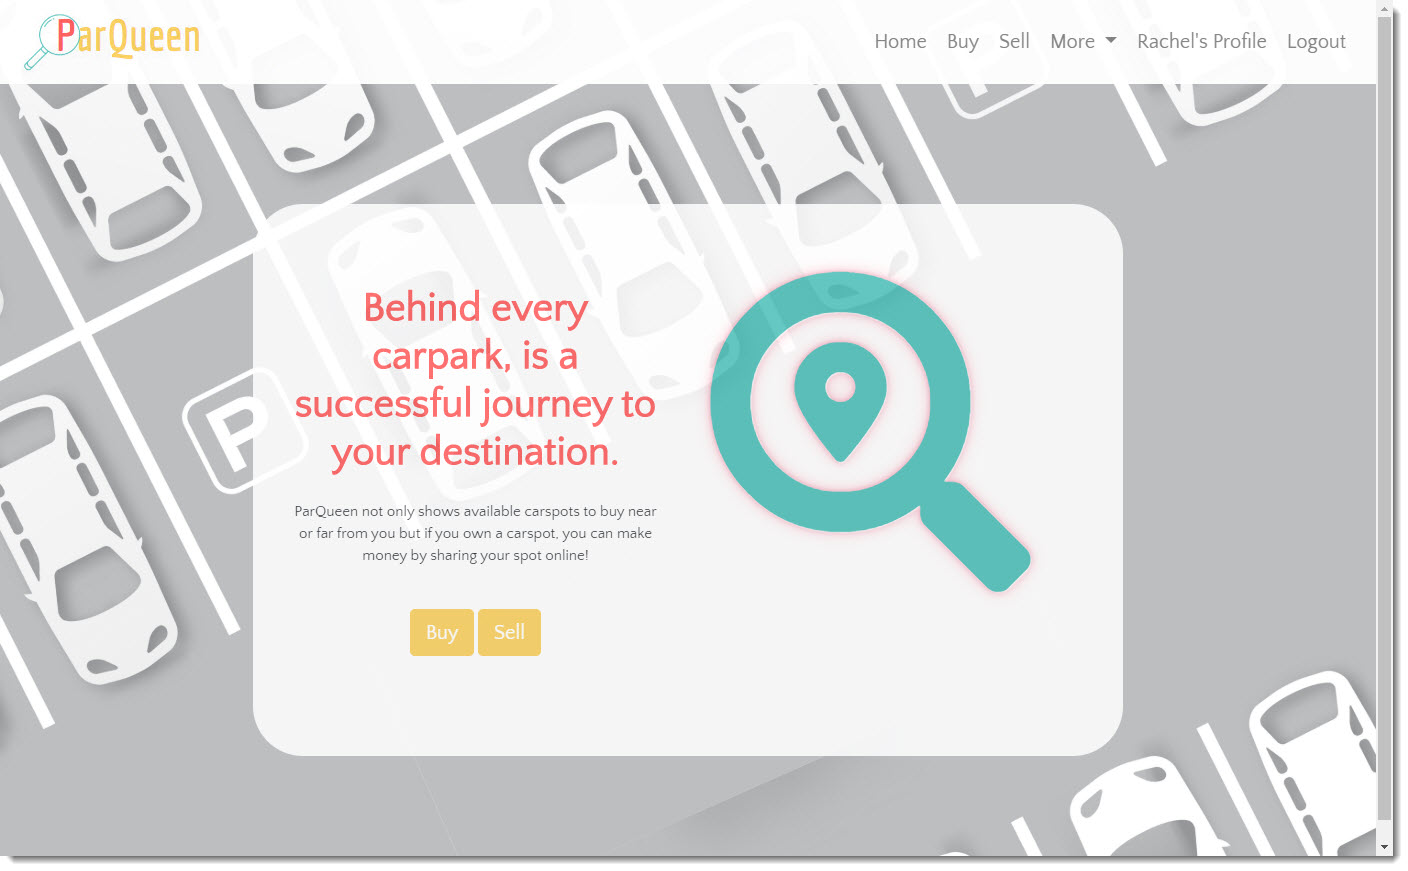 ParQueen
Home Buy Sell More Rachel's Profile Logout
Behind every
carpark, is a
successful journey to
your destination.
P
ParQueen not only shows available carspots to buy near
or far from you but if you own a carspot, you can make
money by sharing your spot online!
Buy Sell